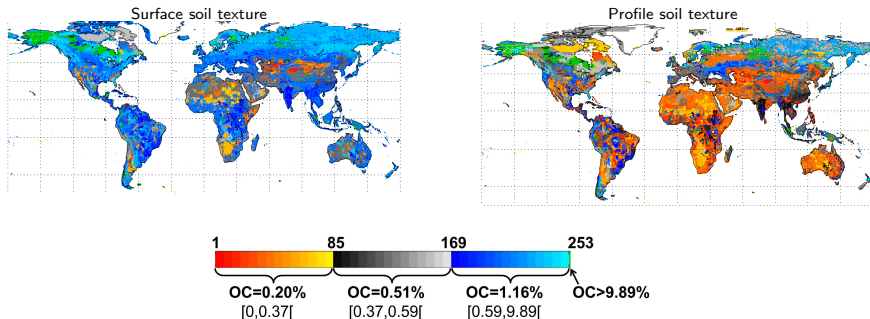 Surface soil texture
Profile soil texture
1 85 169 253
OC=0.20% OC=0.51% OC=1.16% OC>9.89%
[0,0.37[ [0.37,0.59[ [0.59,9.89[